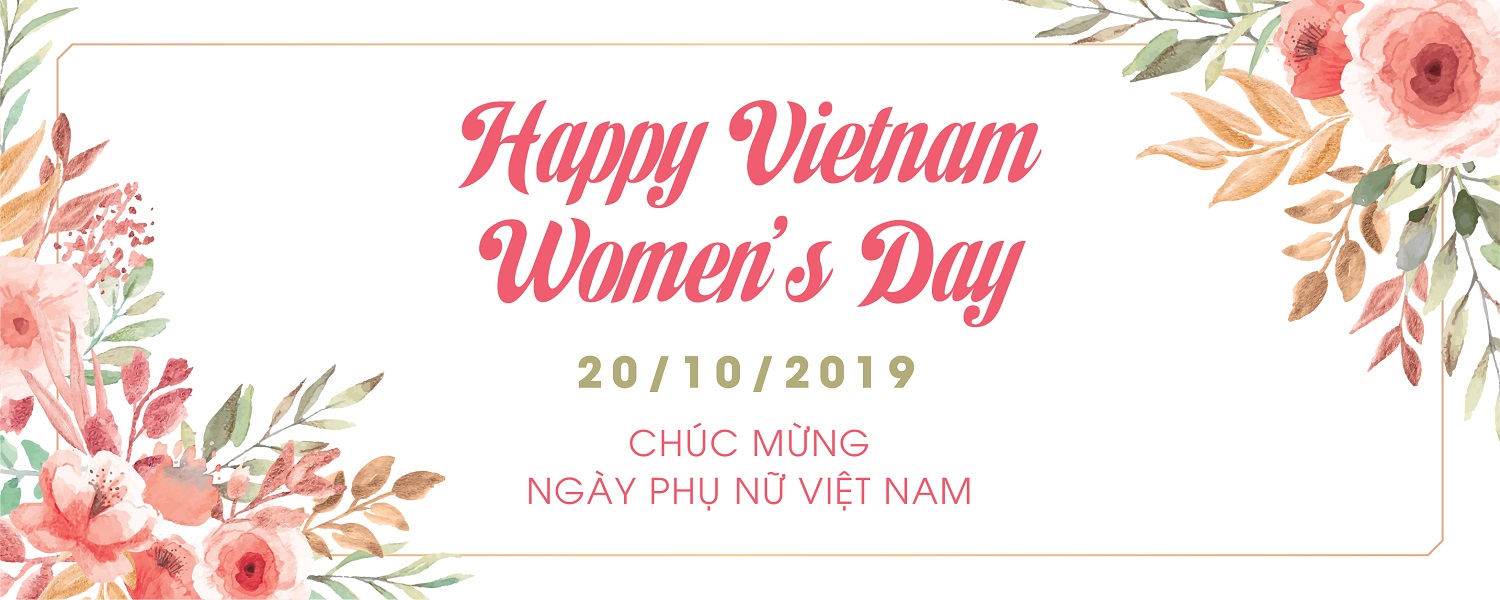 Happy Vietnam
Women's Day
20/10/2019
CHÚC MỪNG
NGÀY PHỤ NỮ VIỆT NAM